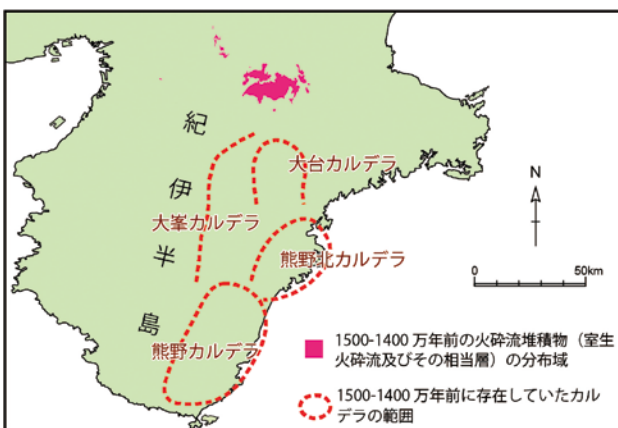 紀伊半島
大台カルデラ
大峯カルデラ
熊野北カルデラ
熊野カルデラ
N
0 50km
1500-1400 万年前の火砕流堆積物（室生
火砕流及びその相当層）の分布域
1500-1400 万年前に存在していたカル
デラの範囲